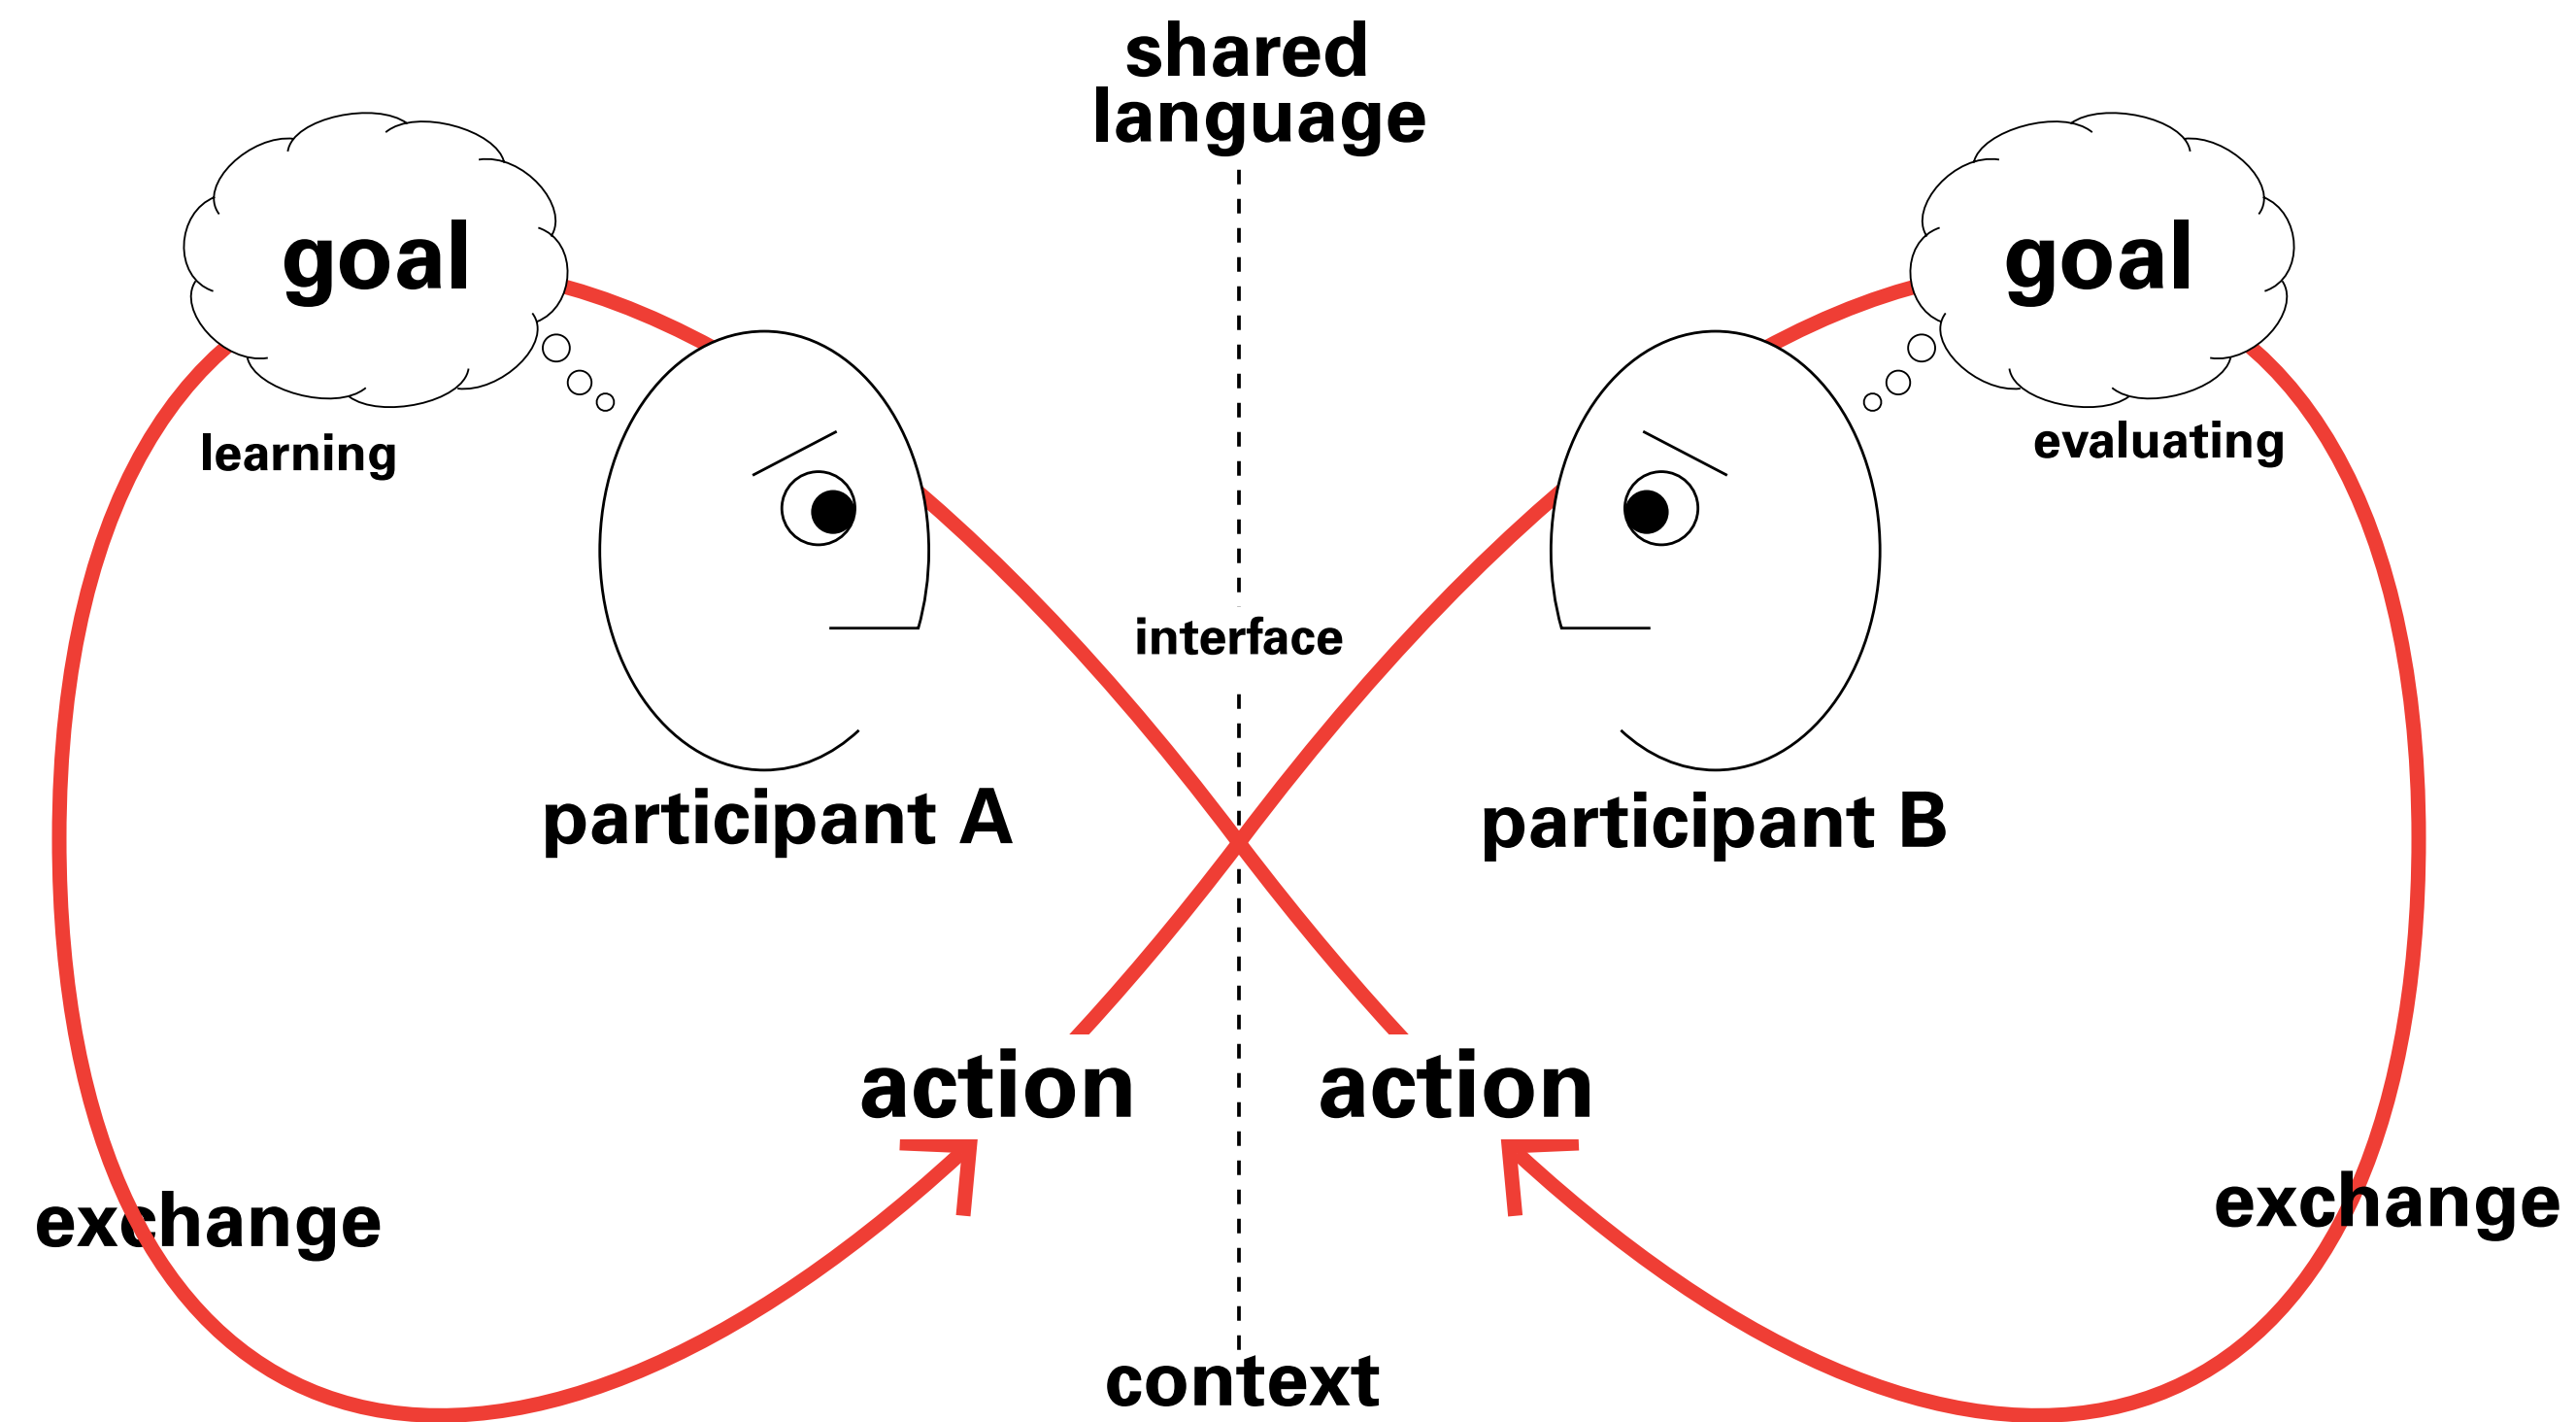 shared
language
goal
goal
learning
evaluating
interface
participant A
participant B
action
action
exchange
exchange
context